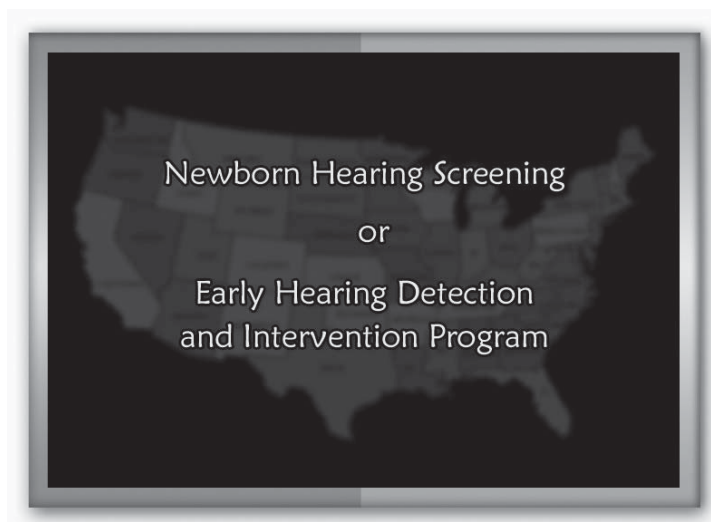 Newborn Hearing Screening
or
Early Hearing Detection
and Intervention Program